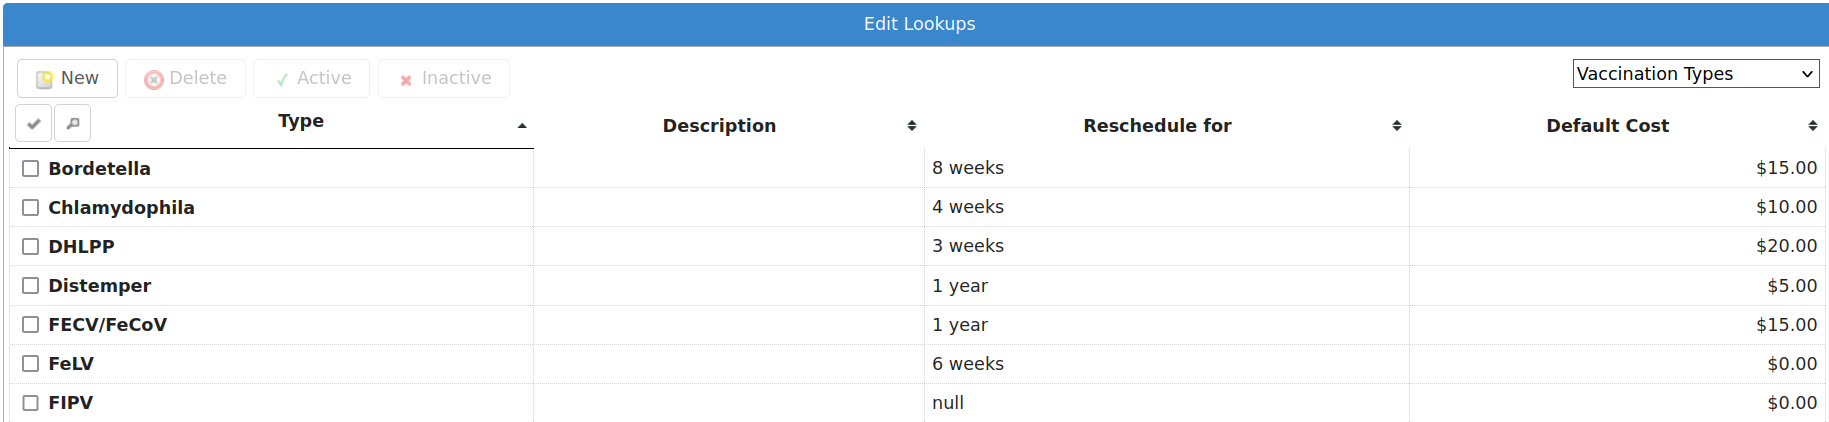 Edit Lookups
New Delete Active Inactive Vaccination Types
Type Description Reschedule for Default Cost
Bordetella 8 weeks $15.00
Chlamydophila 4 weeks $10.00
DHLPP 3 weeks $20.00
Distemper 1 year $5.00
FECV/FeCoV 1 year $15.00
FeLV 6 weeks $0.00
FIPV null $0.00